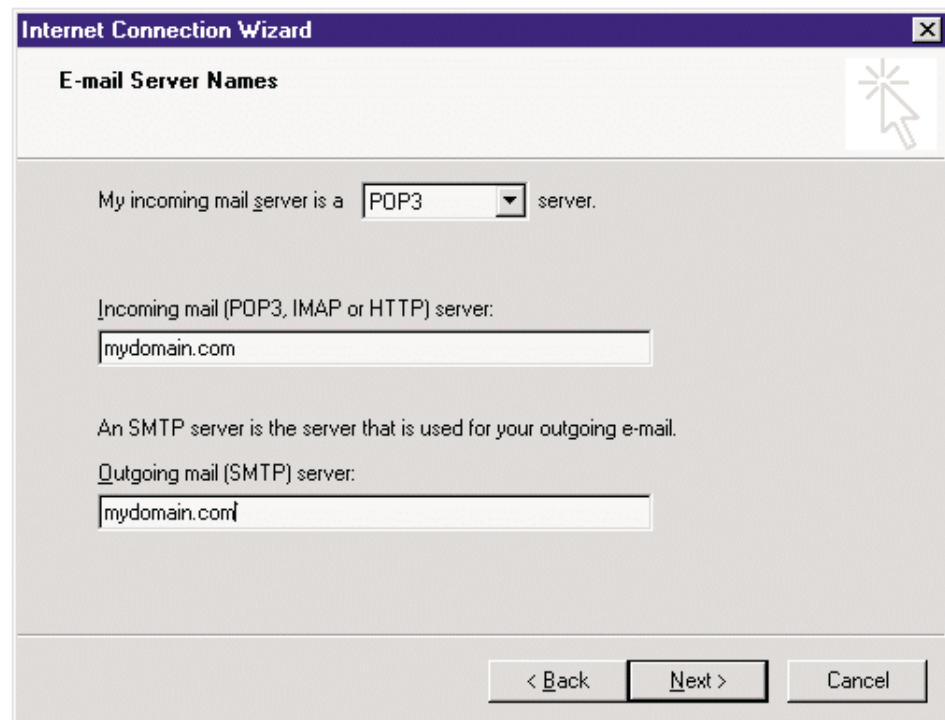 Internet Connection Wizard
E-mail Server Names
My incoming mail server is a POP3 server.
Incoming mail (POP3, IMAP or HTTP) server:
mydomain.com
An SMTP server is the server that is used for your outgoing e-mail.
Outgoing mail (SMTP) server:
mydomain.com
< Back Next > Cancel